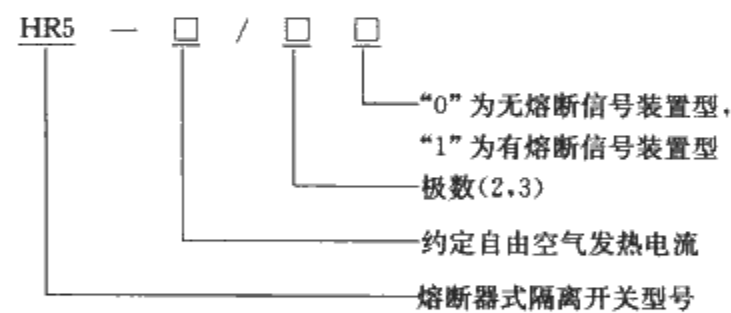 HR5 — □ / □ □
“0”为无熔断信号装置型，
“1”为有熔断信号装置型
极数(2,3)
约定自由空气发热电流
熔断器式隔离开关型号